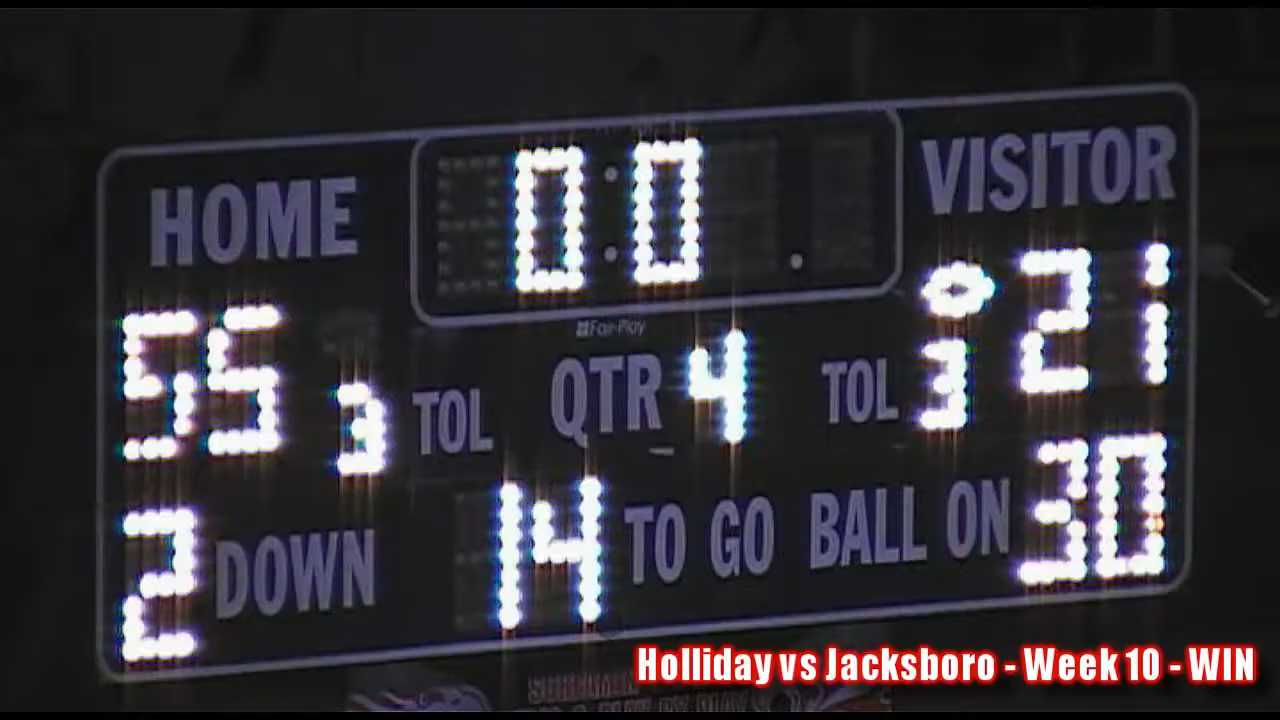 0:0
HOME
VISITOR
55
21
Fair-Play
3 TOL
QTR 4
TOL 3
2 DOWN
14 TO GO
BALL ON 30
Holliday vs Jacksboro - Week 10 - WIN